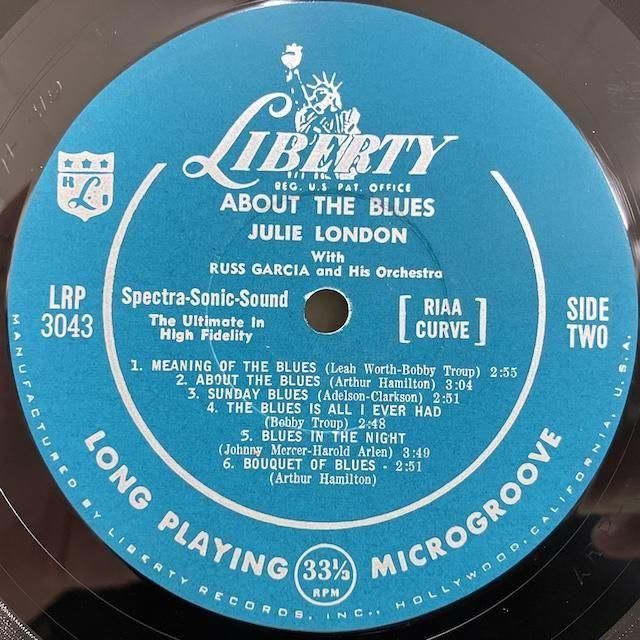 LIBERTY
REG. U.S. PAT. OFFICE
ABOUT THE BLUES
JULIE LONDON
With
RUSS GARCIA and His Orchestra
LRP
3043
Spectra-Sonic-Sound
The Ultimate In
High Fidelity
[ RIAA
CURVE ]
SIDE
TWO
1. MEANING OF THE BLUES (Leah Worth-Bobby Troup) 2:55
2. ABOUT THE BLUES (Arthur Hamilton) 3:04
3. SUNDAY BLUES (Adelson-Clarkson) 2:51
4. THE BLUES IS ALL I EVER HAD
(Bobby Troup) 2:48
5. BLUES IN THE NIGHT
(Johnny Mercer-Harold Arlen) 3:49
6. BOUQUET OF BLUES - 2:51
(Arthur Hamilton)
LONG PLAYING 33⅓ RPM MICROGROOVE
MANUFACTURED BY LIBERTY RECORDS, INC., HOLLYWOOD, CALIFORNIA, U.S.A.